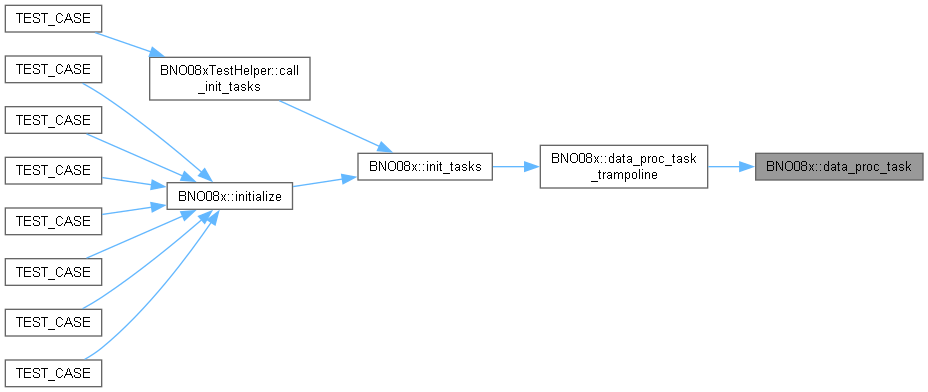 TEST_CASE
BNO08xTestHelper::call
_init_tasks
TEST_CASE
TEST_CASE
TEST_CASE
TEST_CASE
TEST_CASE
TEST_CASE
TEST_CASE
BNO08x::initialize
BNO08x::init_tasks
BNO08x::data_proc_task
_trampoline
BNO08x::data_proc_task